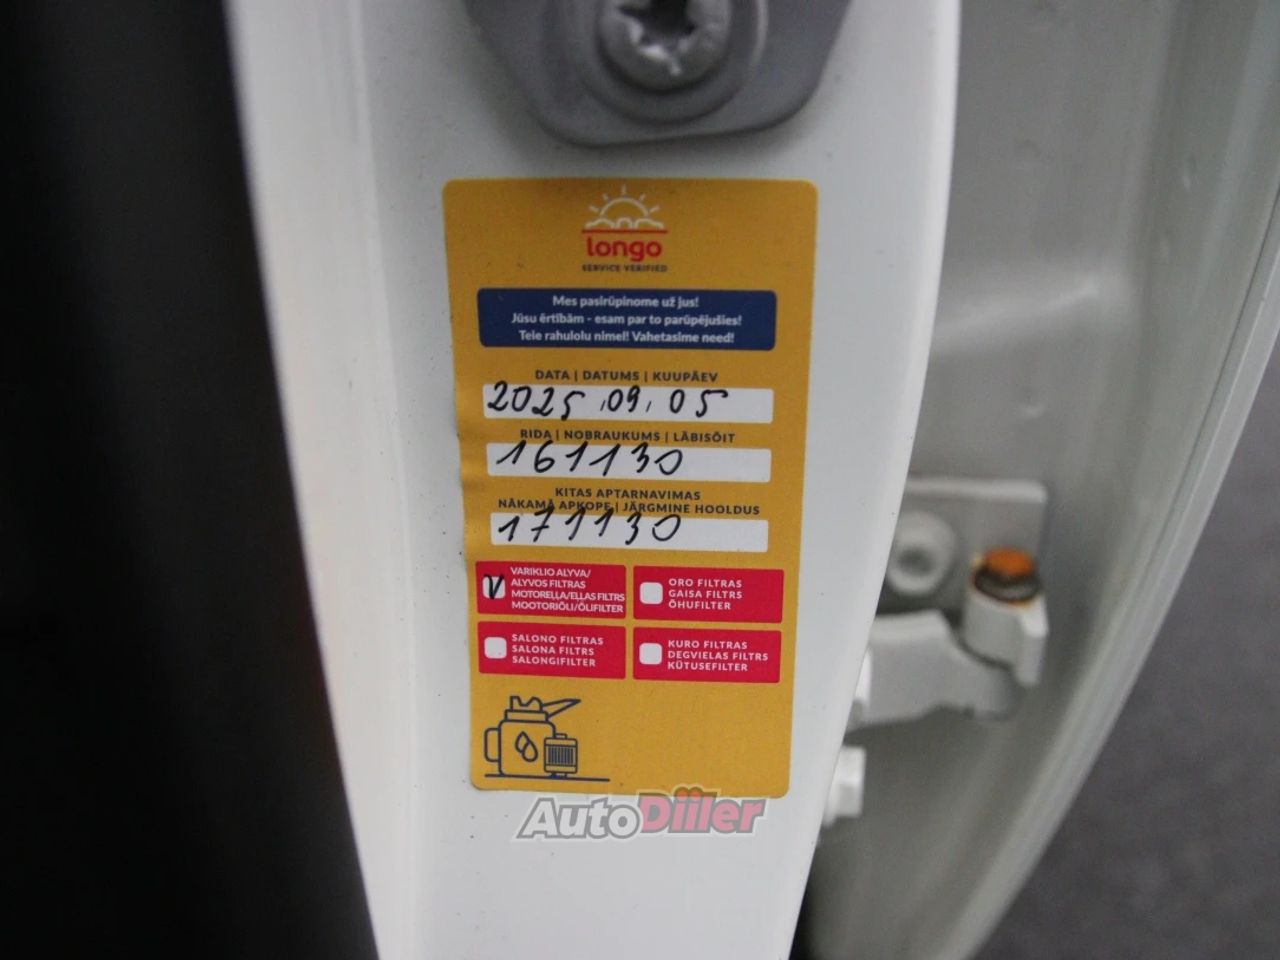 longo
SERVICE VERIFIED
Mes pasirūpinome už jus!
Jūsu ērtībām - esam par to parūpējušies!
Teie rahulolu nimel! Vahetasime need!
DATA | DATUMS | KUUPÄEV
2025.09.05
RIDA | NOBRAUKUMS | LÄBISÕIT
161130
KITAS APTARNAVIMAS
NĀKAMĀ APKOPE | JÄRGMINE HOOLDUS
171130
V
VARIKLIO ALYVA/
ALYVOS FILTRAS
MOTOREĻĻA/EĻĻAS FILTRS
MOOTORIÕLI/ÕLIFILTER
ORO FILTRAS
GAISA FILTRS
ÕHUFILTER
SALONO FILTRAS
SALONA FILTRS
SALONGIFILTER
KURO FILTRAS
DEGVIELAS FILTRS
KÜTUSEFILTER
AutoDiiler